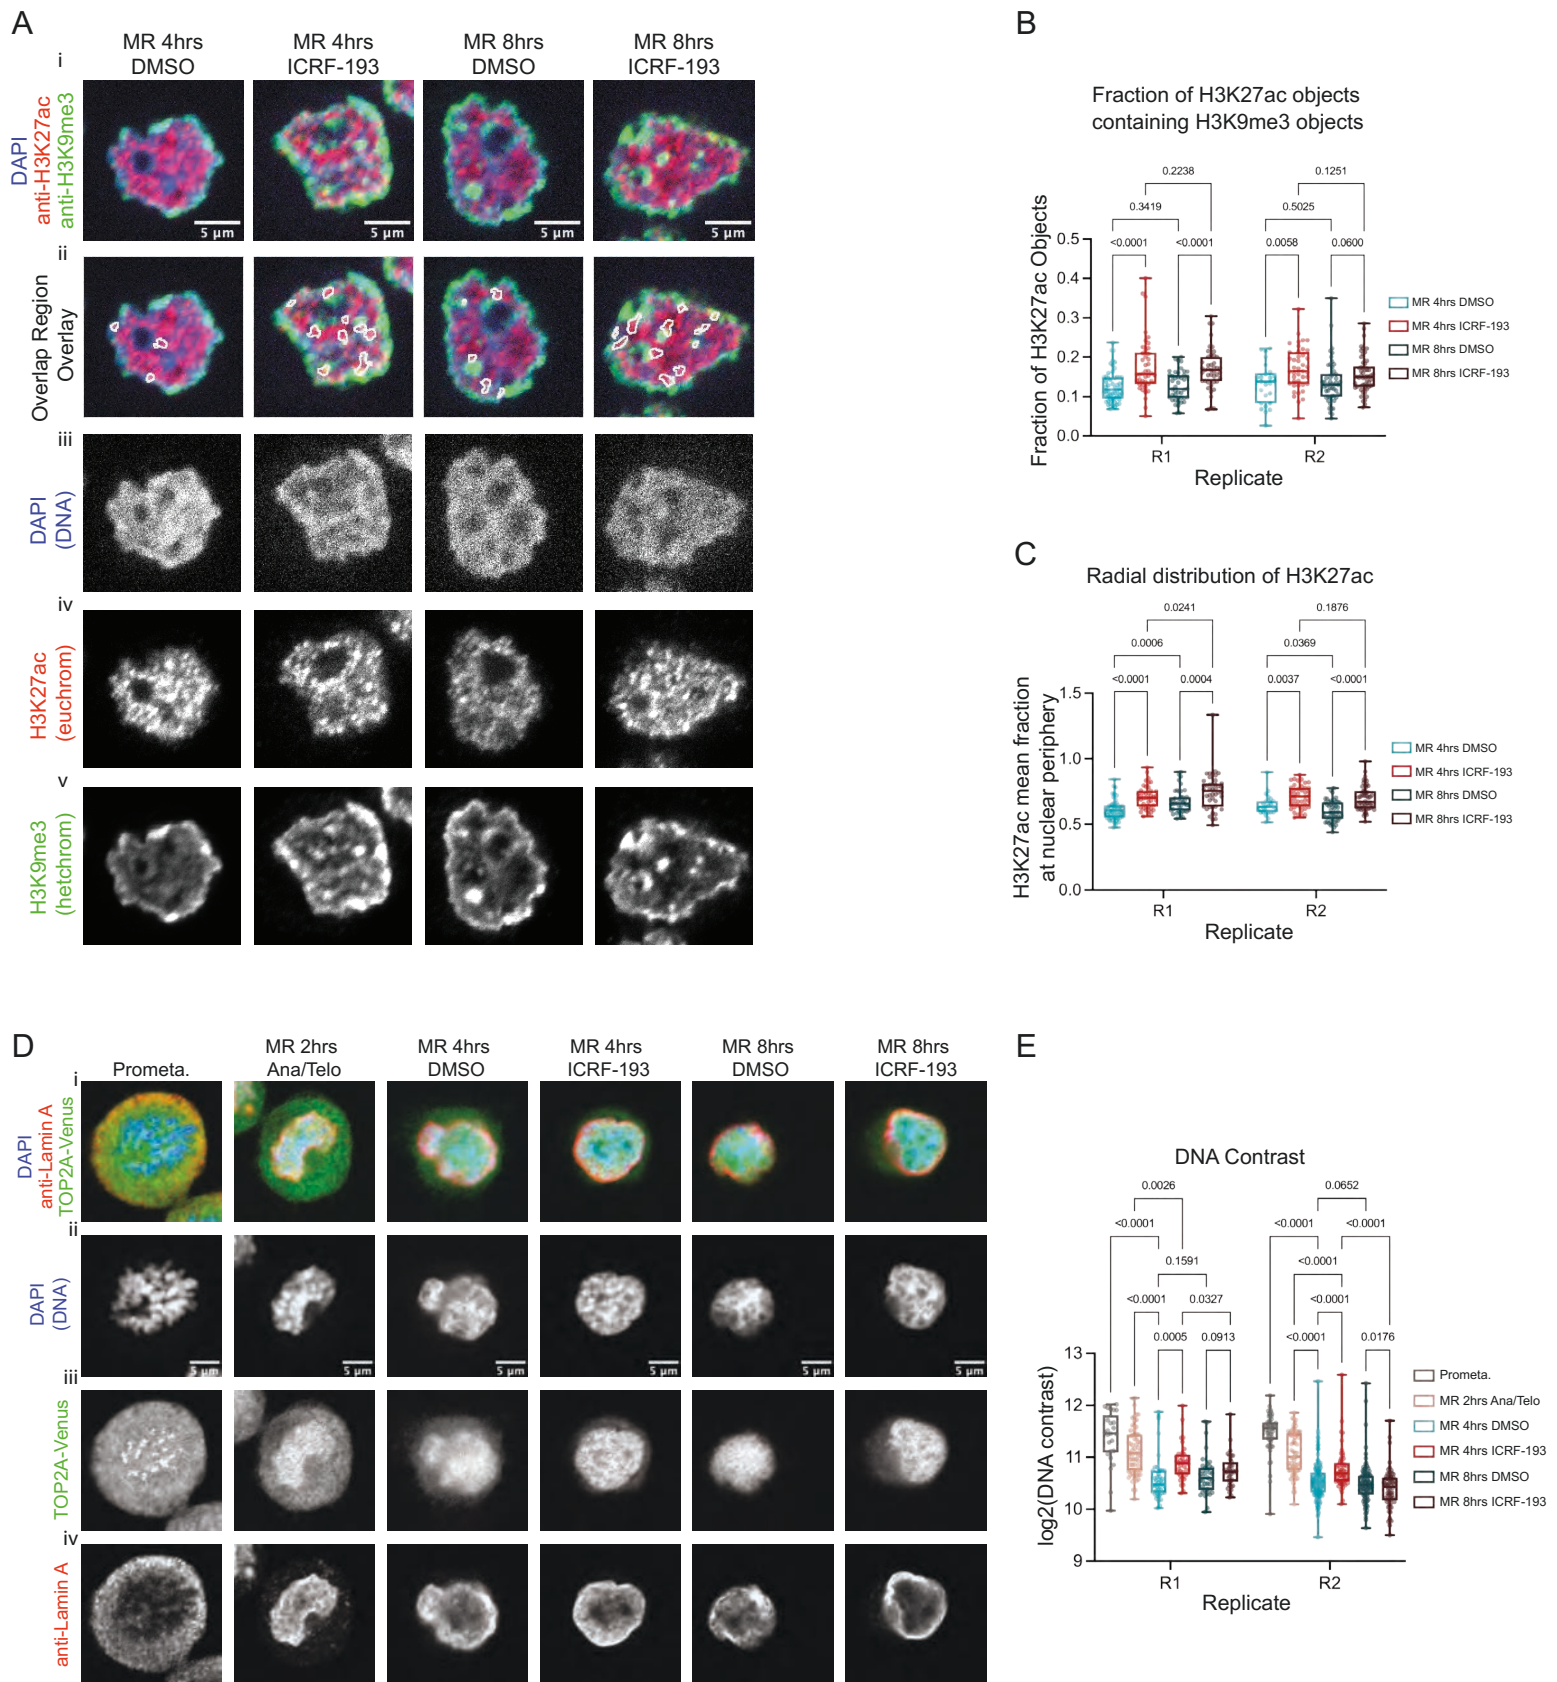 A
MR 4hrs
DMSO
MR 4hrs
ICRF-193
MR 8hrs
DMSO
MR 8hrs
ICRF-193
i
DAPI
anti-H3K27ac
anti-H3K9me3
5 µm
5 µm
5 µm
5 µm
ii
Overlap Region
Overlay
iii
DAPI
(DNA)
iv
H3K27ac
(euchrom)
v
H3K9me3
(hetchrom)
B
Fraction of H3K27ac objects
containing H3K9me3 objects
0.2238
0.1251
0.3419
0.5025
<0.0001
<0.0001
0.0058
0.0600
Fraction of H3K27ac Objects
0.5
0.4
0.3
0.2
0.1
0.0
R1
R2
Replicate
MR 4hrs DMSO
MR 4hrs ICRF-193
MR 8hrs DMSO
MR 8hrs ICRF-193
C
Radial distribution of H3K27ac
0.0241
0.1876
0.0006
0.0369
<0.0001
0.0004
0.0037
<0.0001
H3K27ac mean fraction
at nuclear periphery
1.5
1.0
0.5
0.0
R1
R2
Replicate
MR 4hrs DMSO
MR 4hrs ICRF-193
MR 8hrs DMSO
MR 8hrs ICRF-193
D
Prometa.
MR 2hrs
Ana/Telo
MR 4hrs
DMSO
MR 4hrs
ICRF-193
MR 8hrs
DMSO
MR 8hrs
ICRF-193
i
DAPI
anti-Lamin A
TOP2A-Venus
ii
DAPI
(DNA)
5 µm
5 µm
5 µm
5 µm
5 µm
5 µm
iii
TOP2A-Venus
iv
anti-Lamin A
E
DNA Contrast
0.0026
0.0652
<0.0001
<0.0001
<0.0001
0.1591
<0.0001
<0.0001
0.0327
<0.0001
0.0005
0.0913
<0.0001
0.0176
log2(DNA contrast)
13
12
11
10
9
R1
R2
Replicate
Prometa.
MR 2hrs Ana/Telo
MR 4hrs DMSO
MR 4hrs ICRF-193
MR 8hrs DMSO
MR 8hrs ICRF-193